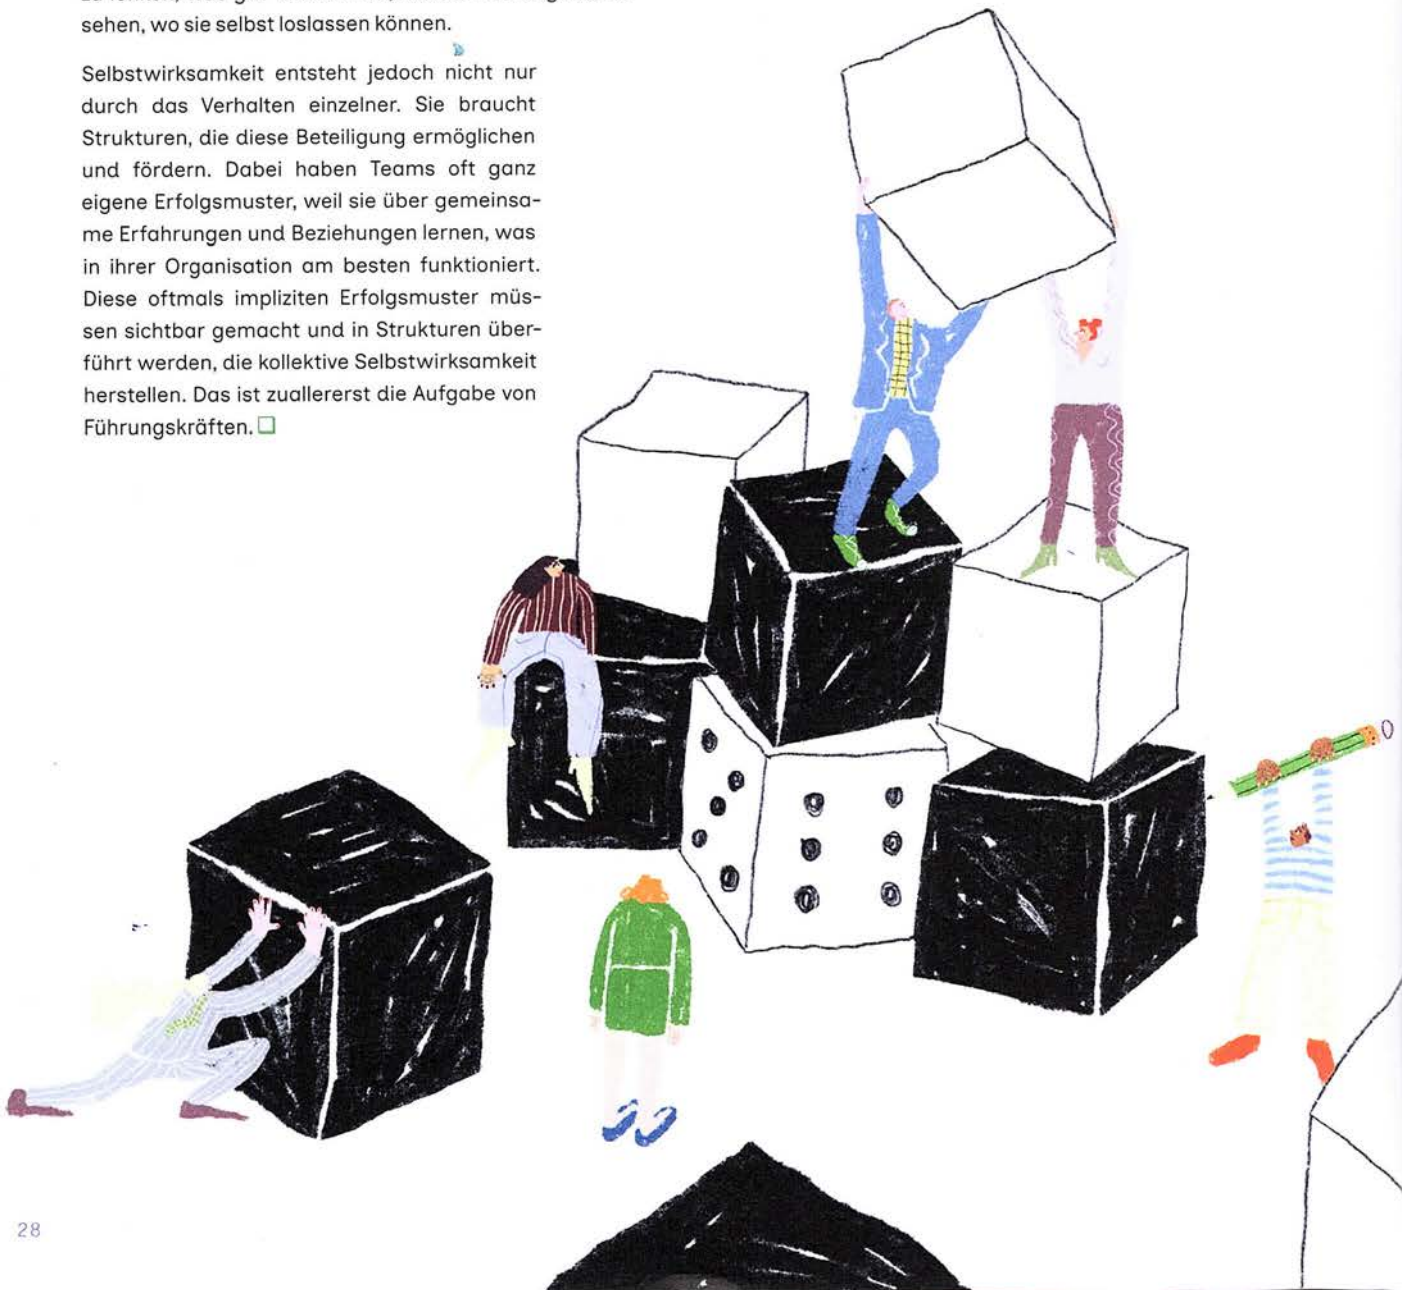 sehen, wo sie selbst loslassen können.
Selbstwirksamkeit entsteht jedoch nicht nur
durch das Verhalten einzelner. Sie braucht
Strukturen, die diese Beteiligung ermöglichen
und fördern. Dabei haben Teams oft ganz
eigene Erfolgsmuster, weil sie über gemeinsa-
me Erfahrungen und Beziehungen lernen, was
in ihrer Organisation am besten funktioniert.
Diese oftmals impliziten Erfolgsmuster müs-
sen sichtbar gemacht und in Strukturen über-
führt werden, die kollektive Selbstwirksamkeit
herstellen. Das ist zuallererst die Aufgabe von
Führungskräften.
28